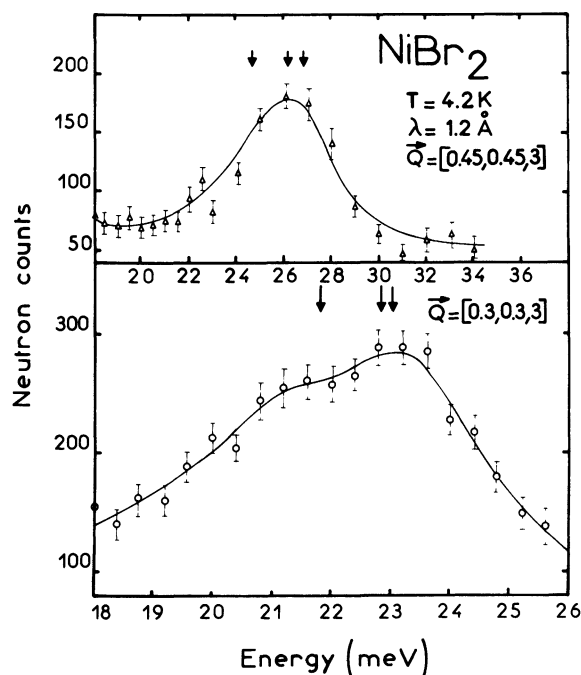 NiBr2
T = 4.2 K
λ = 1.2 Å
Q⃗ = [0.45, 0.45, 3]
200
150
100
50
20 22 24 26 28 30 32 34 36
Q⃗ = [0.3, 0.3, 3]
300
200
100
18 19 20 21 22 23 24 25 26
Neutron counts
Energy (meV)